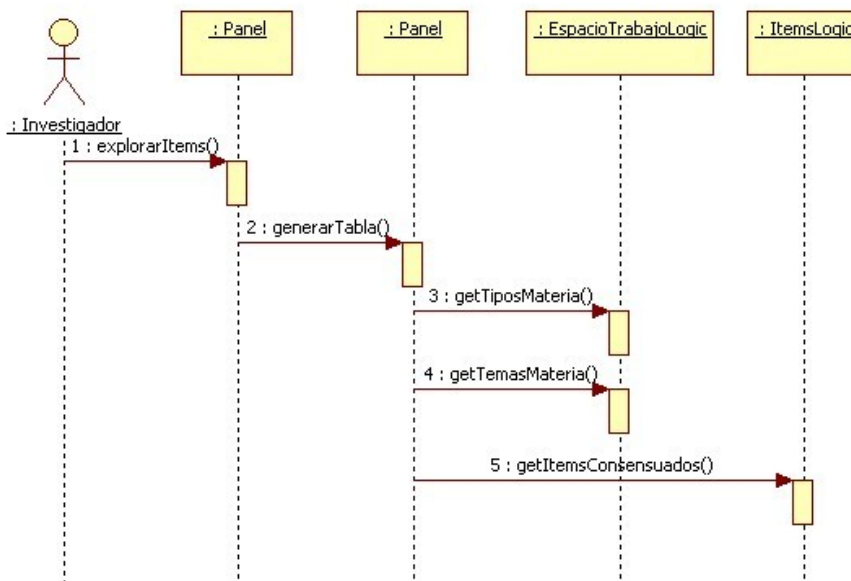 : Panel
: Panel
: EspacioTrabajoLogic
: ItemsLogic
: Investigador
1 : explorarItems()
2 : generarTabla()
3 : getTiposMateria()
4 : getTemasMateria()
5 : getItemsConsensuados()